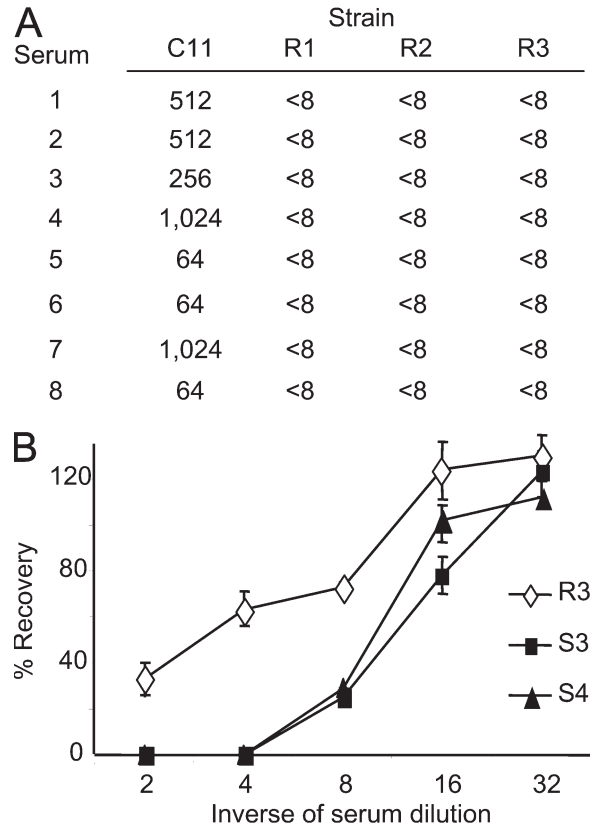 A
Strain
Serum C11 R1 R2 R3
1 512 <8 <8 <8
2 512 <8 <8 <8
3 256 <8 <8 <8
4 1,024 <8 <8 <8
5 64 <8 <8 <8
6 64 <8 <8 <8
7 1,024 <8 <8 <8
8 64 <8 <8 <8
B
120
80
40
0
% Recovery
R3
S3
S4
2 4 8 16 32
Inverse of serum dilution